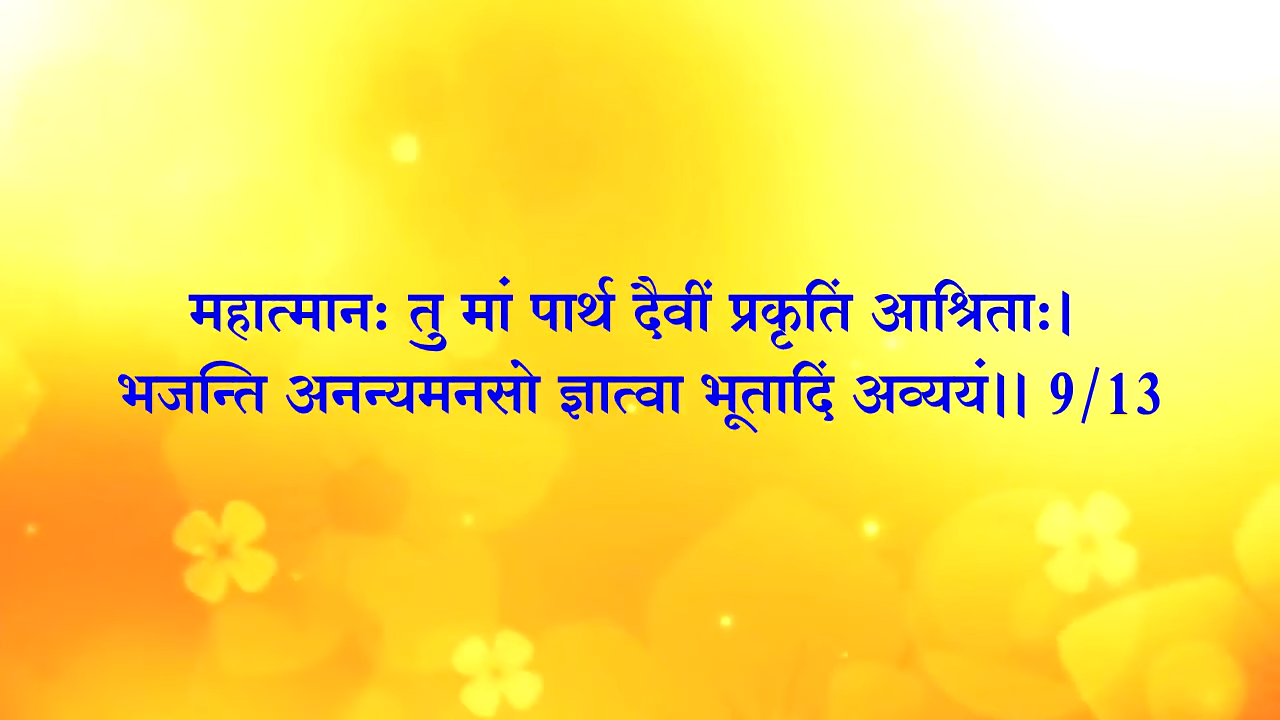 महात्मानः तु मां पार्थ दैवीं प्रकृतिं आश्रिताः।
भजन्ति अनन्यमनसो ज्ञात्वा भूतादिं अव्ययं।। 9/13